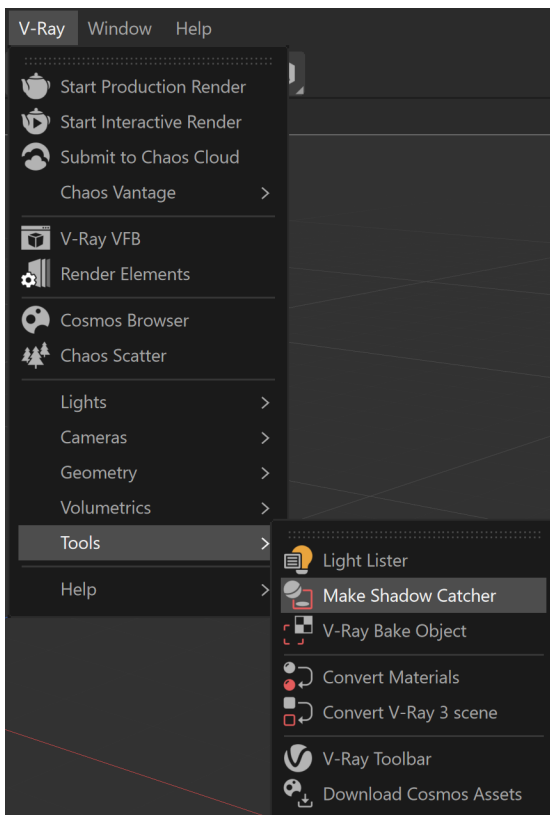 V-Ray Window Help
Start Production Render
Start Interactive Render
Submit to Chaos Cloud
Chaos Vantage
V-Ray VFB
Render Elements
Cosmos Browser
Chaos Scatter
Lights
Cameras
Geometry
Volumetrics
Tools
Help
Light Lister
Make Shadow Catcher
V-Ray Bake Object
Convert Materials
Convert V-Ray 3 scene
V-Ray Toolbar
Download Cosmos Assets